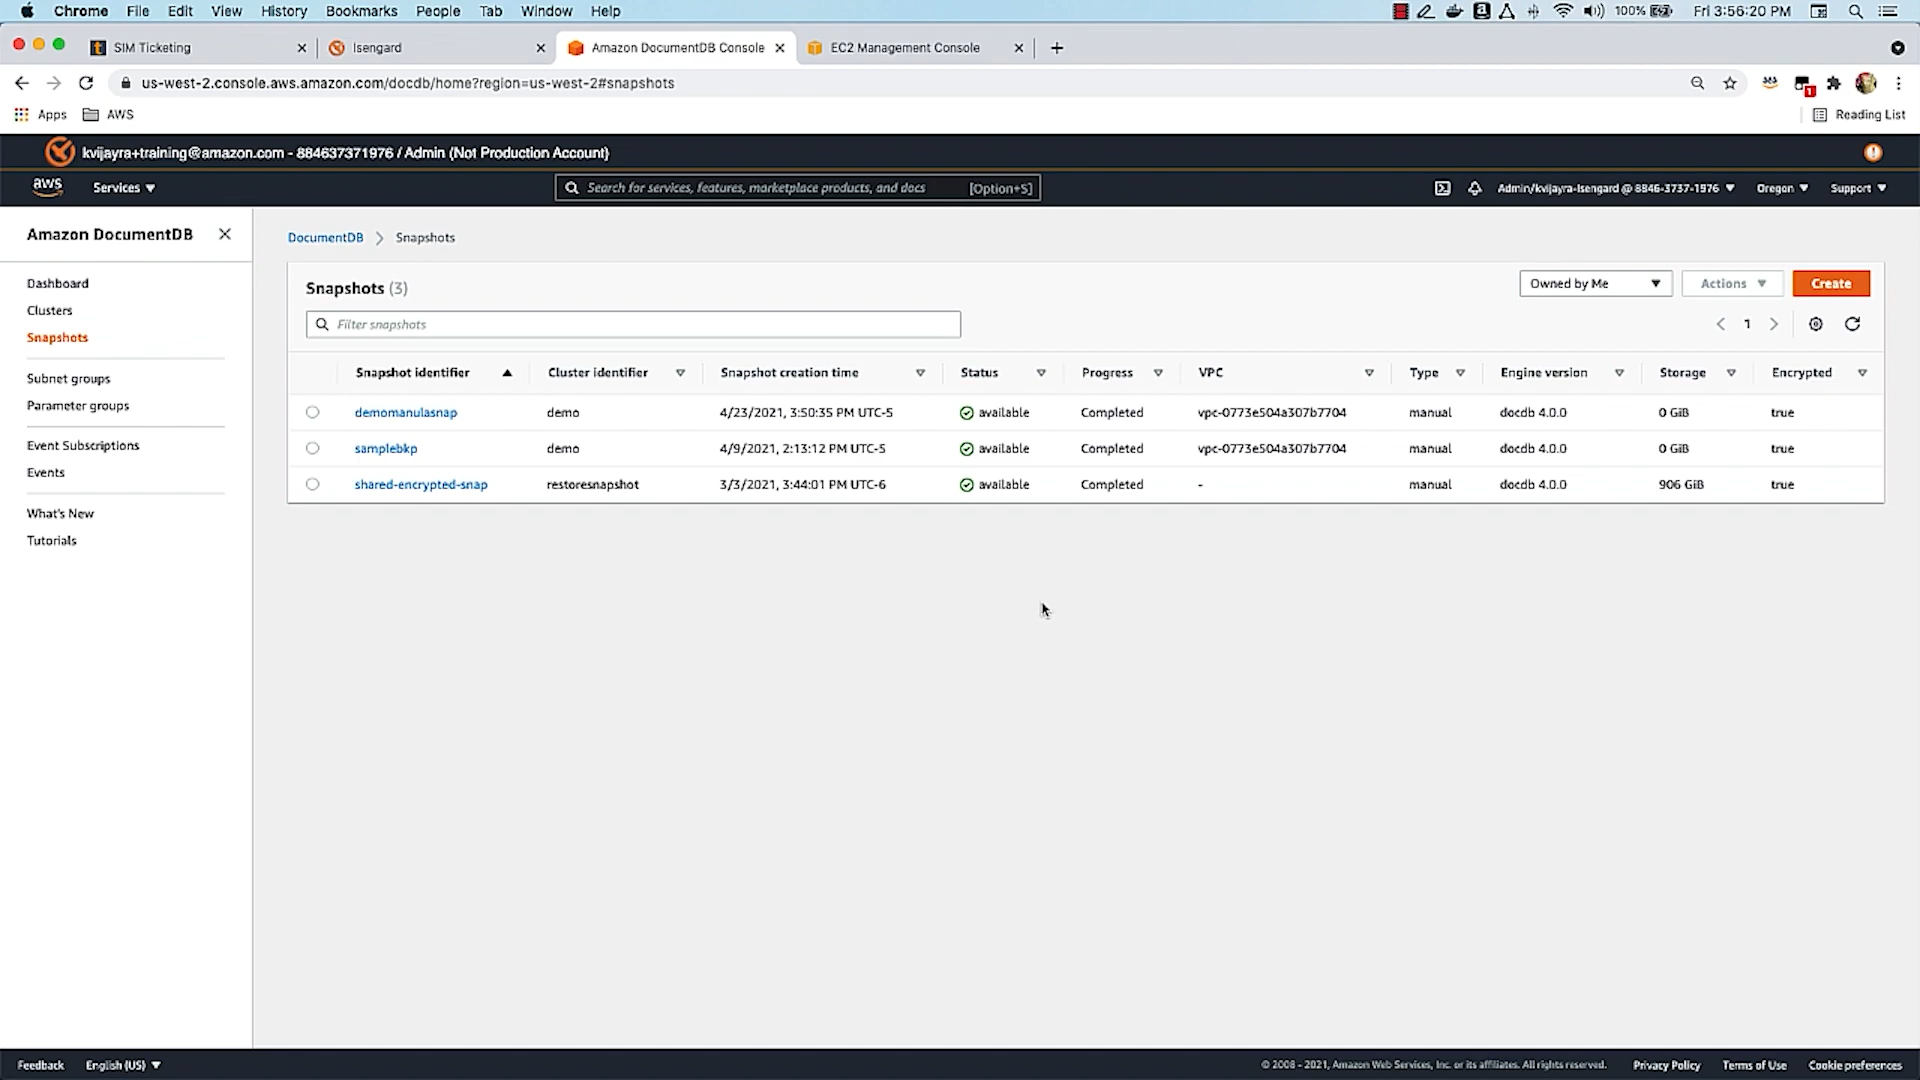 Chrome File Edit View History Bookmarks People Tab Window Help 100% Fri 3:56:20 PM
SIM Ticketing Isengard Amazon DocumentDB Console EC2 Management Console
us-west-2.console.aws.amazon.com/docdb/home?region=us-west-2#snapshots 1
Apps AWS Reading List
kvijayra+training@amazon.com - 884637371976 / Admin (Not Production Account)
aws Services Search for services, features, marketplace products, and docs [Option+S] Admin/kvijayra-Isengard @ 8846-3737-1976 Oregon Support
Amazon DocumentDB
Dashboard
Clusters
Snapshots
Subnet groups
Parameter groups
Event Subscriptions
Events
What's New
Tutorials
DocumentDB Snapshots
Snapshots (3) Owned by Me Actions Create
Filter snapshots 1
Snapshot identifier Cluster identifier Snapshot creation time Status Progress VPC Type Engine version Storage Encrypted
demomanulasnap demo 4/23/2021, 3:50:35 PM UTC-5 available Completed vpc-0773e504a307b7704 manual docdb 4.0.0 0 GiB true
samplebkp demo 4/9/2021, 2:13:12 PM UTC-5 available Completed vpc-0773e504a307b7704 manual docdb 4.0.0 0 GiB true
shared-encrypted-snap restoresnapshot 3/3/2021, 3:44:01 PM UTC-6 available Completed - manual docdb 4.0.0 906 GiB true
Feedback English (US) © 2008 - 2021, Amazon Web Services, Inc. or its affiliates. All rights reserved. Privacy Policy Terms of Use Cookie preferences